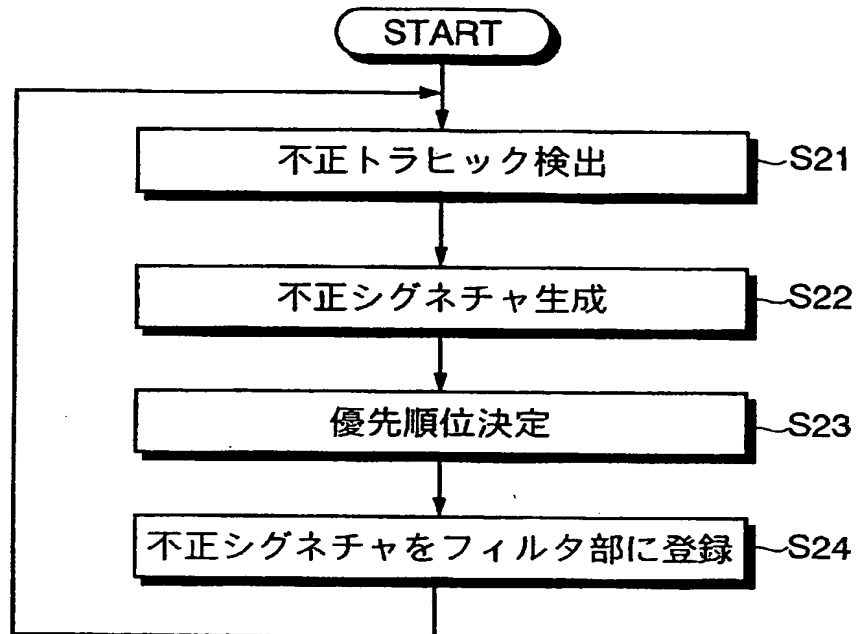 START
不正トラヒック検出
S21
不正シグネチャ生成
S22
優先順位決定
S23
不正シグネチャをフィルタ部に登録
S24